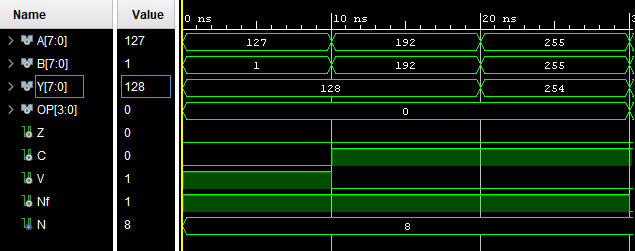 Name Value 0 ns 10 ns 20 ns 3
A[7:0] 127 127 192 255
B[7:0] 1 1 192 255
Y[7:0] 128 128 254
OP[3:0] 0 0
Z 0
C 0
V 1
Nf 1
N 8 8